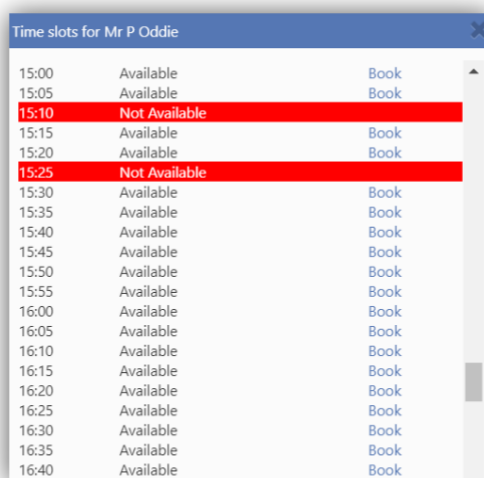 Time slots for Mr P Oddie
15:00 Available Book
15:05 Available Book
15:10 Not Available
15:15 Available Book
15:20 Available Book
15:25 Not Available
15:30 Available Book
15:35 Available Book
15:40 Available Book
15:45 Available Book
15:50 Available Book
15:55 Available Book
16:00 Available Book
16:05 Available Book
16:10 Available Book
16:15 Available Book
16:20 Available Book
16:25 Available Book
16:30 Available Book
16:35 Available Book
16:40 Available Book